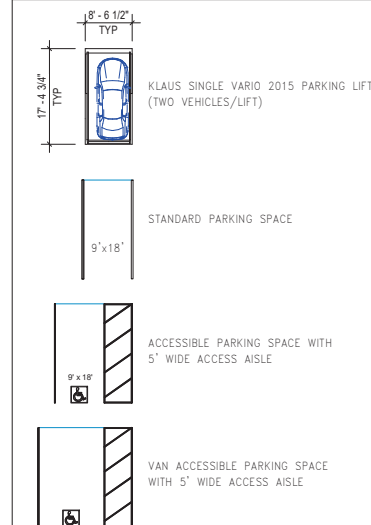 8' - 6 1/2"
TYP
17' - 4 3/4"
TYP
KLAUS SINGLE VARIO 2015 PARKING LIFT
(TWO VEHICLES/LIFT)
STANDARD PARKING SPACE
9'x18'
ACCESSIBLE PARKING SPACE WITH
5' WIDE ACCESS AISLE
9' x 18'
VAN ACCESSIBLE PARKING SPACE
WITH 5' WIDE ACCESS AISLE